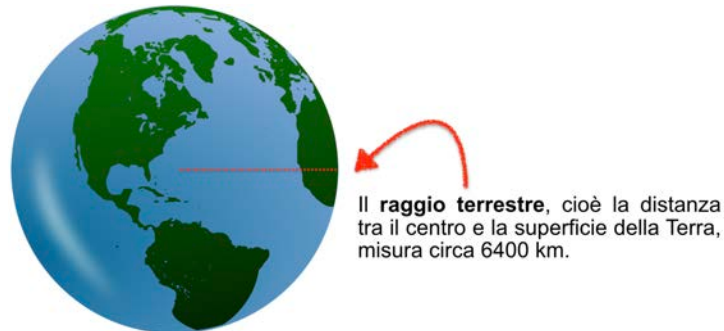 Il raggio terrestre, cioè la distanza
tra il centro e la superficie della Terra,
misura circa 6400 km.